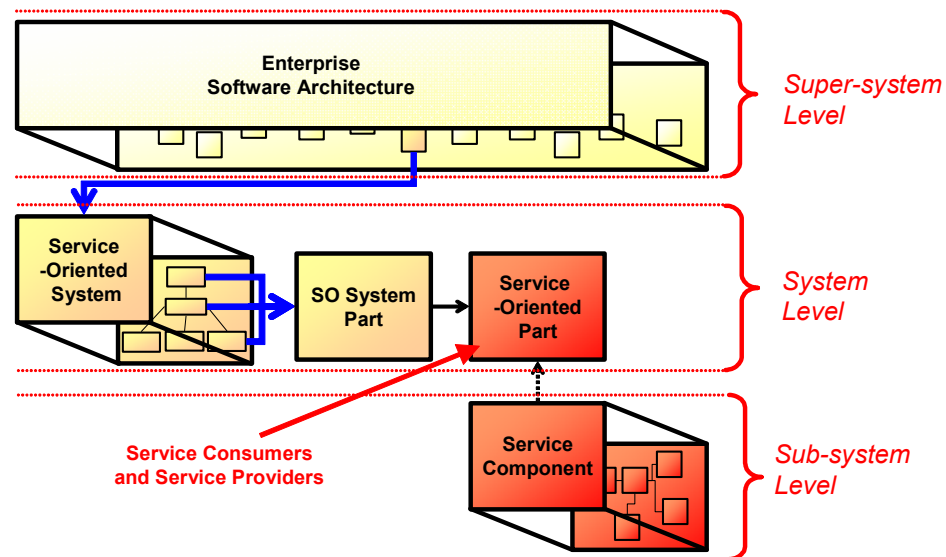 Enterprise
Software Architecture
Super-system
Level
Service
-Oriented
System
SO System
Part
Service
-Oriented
Part
System
Level
Service Consumers
and Service Providers
Service
Component
Sub-system
Level